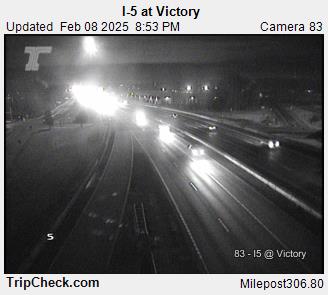 I-5 at Victory
Updated  Feb 08 2025  8:53 PM
Camera 83
T
S
83 - I5 @ Victory
TripCheck.com
Milepost306.80